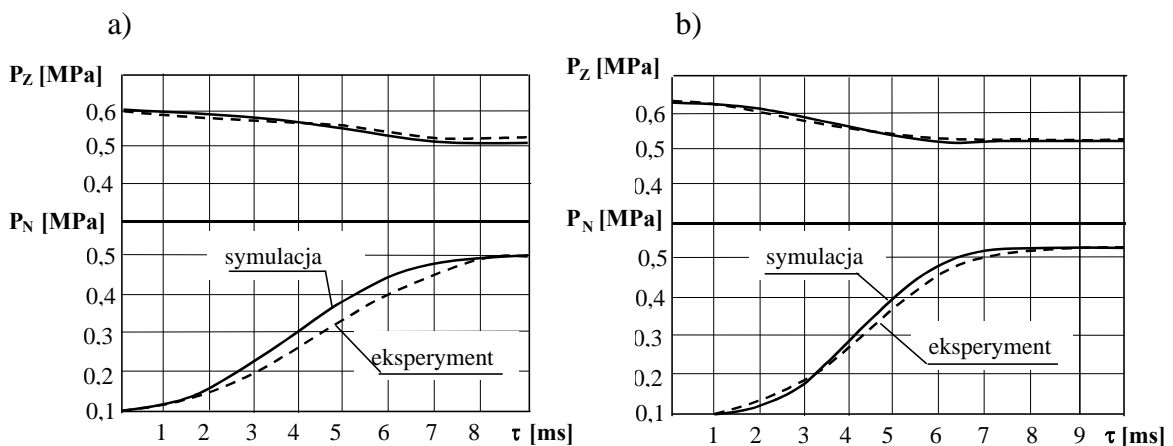 a)
P_Z [MPa]
0,6
0,5
0,4
P_N [MPa]
0.5
0.4
0.3
0.2
0,1
symulacja
eksperyment
1 2 3 4 5 6 7 8 τ [ms]
b)
P_Z [MPa]
0,6
0,5
0,4
P_N [MPa]
0.5
0.4
0.3
0.2
0,1
symulacja
eksperyment
1 2 3 4 5 6 7 8 9 τ [ms]